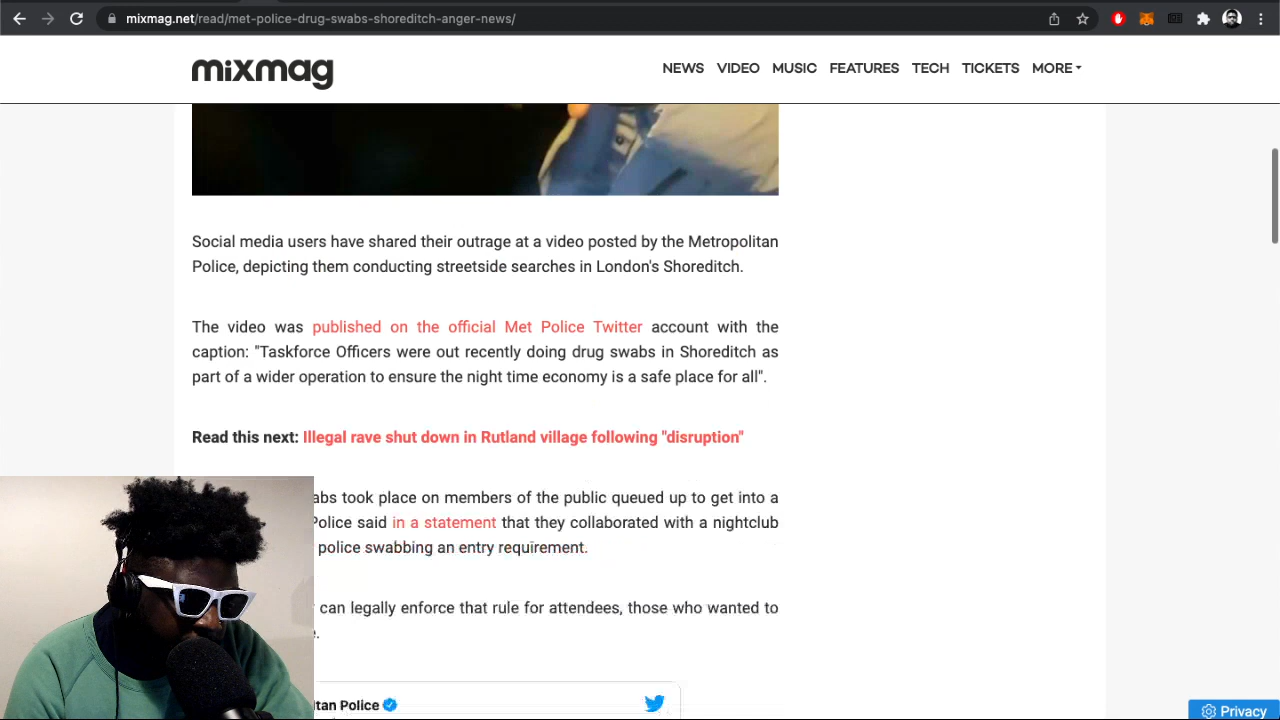 mixmag.net/read/met-police-drug-swabs-shoreditch-anger-news/
mixmag
NEWS VIDEO MUSIC FEATURES TECH TICKETS MORE
Social media users have shared their outrage at a video posted by the Metropolitan
Police, depicting them conducting streetside searches in London's Shoreditch.
The video was published on the official Met Police Twitter account with the
caption: "Taskforce Officers were out recently doing drug swabs in Shoreditch as
part of a wider operation to ensure the night time economy is a safe place for all".
Read this next: Illegal rave shut down in Rutland village following "disruption"
took place on members of the public queued up to get into a
Police said in a statement that they collaborated with a nightclub
police swabbing an entry requirement.
can legally enforce that rule for attendees, those who wanted to
Police
Privacy